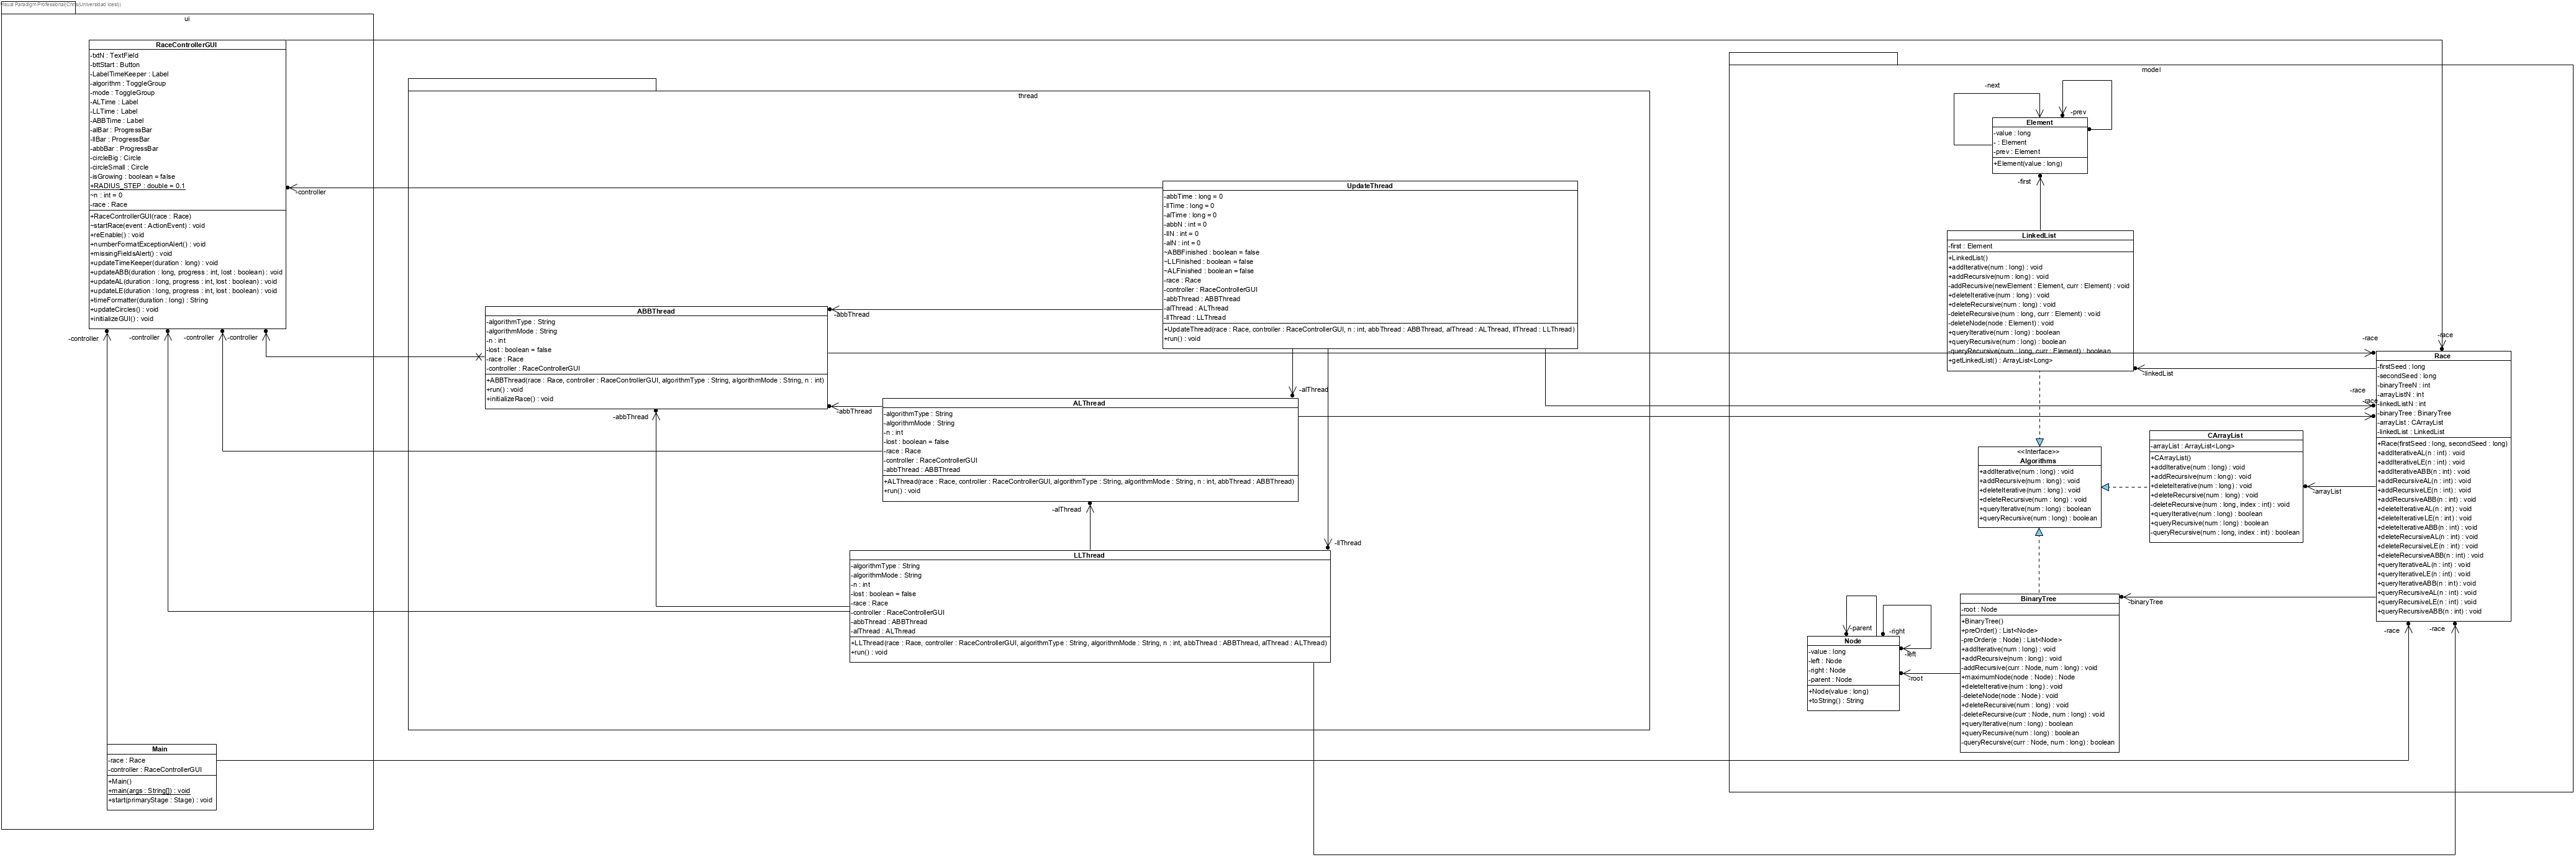 Visual Paradigm Professional(Cinta(Universidad Icesi))
ui
RaceControllerGUI
-txtN : TextField
-bttStart : Button
-LabelTimeKeeper : Label
-algorithm : ToggleGroup
-mode : ToggleGroup
-ALTime : Label
-LLTime : Label
-ABBTime : Label
-alBar : ProgressBar
-llBar : ProgressBar
-abbBar : ProgressBar
-circleBig : Circle
-circleSmall : Circle
-isGrowing : boolean = false
+RADIUS_STEP : double = 0.1
~n : int = 0
-race : Race
+RaceControllerGUI(race : Race)
~startRace(event : ActionEvent) : void
+reEnable() : void
+numberFormatExceptionAlert() : void
+missingFieldsAlert() : void
+updateTimeKeeper(duration : long) : void
+updateABB(duration : long, progress : int, lost : boolean) : void
+updateAL(duration : long, progress : int, lost : boolean) : void
+updateLE(duration : long, progress : int, lost : boolean) : void
+timeFormatter(duration : long) : String
+updateCircles() : void
+initializeGUI() : void
-controller
-controller
-controller
-controller
-controller
Main
-race : Race
-controller : RaceControllerGUI
+Main()
+main(args : String[]) : void
+start(primaryStage : Stage) : void
thread
UpdateThread
-abbTime : long = 0
-llTime : long = 0
-alTime : long = 0
-abbN : int = 0
-llN : int = 0
-alN : int = 0
~ABBFinished : boolean = false
~LLFinished : boolean = false
~ALFinished : boolean = false
-race : Race
-controller : RaceControllerGUI
-abbThread : ABBThread
-alThread : ALThread
-llThread : LLThread
+UpdateThread(race : Race, controller : RaceControllerGUI, n : int, abbThread : ABBThread, alThread : ALThread, llThread : LLThread)
+run() : void
ABBThread
-algorithmType : String
-algorithmMode : String
-n : int
-lost : boolean = false
-race : Race
-controller : RaceControllerGUI
+ABBThread(race : Race, controller : RaceControllerGUI, algorithmType : String, algorithmMode : String, n : int)
+run() : void
+initializeRace() : void
-abbThread
-abbThread
-abbThread
-alThread
ALThread
-algorithmType : String
-algorithmMode : String
-n : int
-lost : boolean = false
-race : Race
-controller : RaceControllerGUI
-abbThread : ABBThread
+ALThread(race : Race, controller : RaceControllerGUI, algorithmType : String, algorithmMode : String, n : int, abbThread : ABBThread)
+run() : void
-alThread
-llThread
LLThread
-algorithmType : String
-algorithmMode : String
-n : int
-lost : boolean = false
-race : Race
-controller : RaceControllerGUI
-abbThread : ABBThread
-alThread : ALThread
+LLThread(race : Race, controller : RaceControllerGUI, algorithmType : String, algorithmMode : String, n : int, abbThread : ABBThread, alThread : ALThread)
+run() : void
model
-next
-prev
Element
-value : long
- : Element
-prev : Element
+Element(value : long)
-first
LinkedList
-first : Element
+LinkedList()
+addIterative(num : long) : void
+addRecursive(num : long) : void
-addRecursive(newElement : Element, curr : Element) : void
+deleteIterative(num : long) : void
+deleteRecursive(num : long) : void
-deleteRecursive(num : long, curr : Element) : void
-deleteNode(node : Element) : void
+queryIterative(num : long) : boolean
+queryRecursive(num : long) : boolean
-queryRecursive(num : long, curr : Element) : boolean
+getLinkedList() : ArrayList<Long>
-linkedList
<<Interface>>
Algorithms
+addIterative(num : long) : void
+addRecursive(num : long) : void
+deleteIterative(num : long) : void
+deleteRecursive(num : long) : void
+queryIterative(num : long) : boolean
+queryRecursive(num : long) : boolean
CArrayList
-arrayList : ArrayList<Long>
+CArrayList()
+addIterative(num : long) : void
+addRecursive(num : long) : void
+deleteIterative(num : long) : void
+deleteRecursive(num : long) : void
-deleteRecursive(num : long, index : int) : void
+queryIterative(num : long) : boolean
+queryRecursive(num : long) : boolean
-queryRecursive(num : long, index : int) : boolean
-arrayList
-race
-race
-race
-race
Race
-firstSeed : long
-secondSeed : long
-binaryTreeN : int
-arrayListN : int
-linkedListN : int
-binaryTree : BinaryTree
-arrayList : CArrayList
-linkedList : LinkedList
+Race(firstSeed : long, secondSeed : long)
+addIterativeAL(n : int) : void
+addIterativeLE(n : int) : void
+addIterativeABB(n : int) : void
+addRecursiveAL(n : int) : void
+addRecursiveLE(n : int) : void
+addRecursiveABB(n : int) : void
+deleteIterativeAL(n : int) : void
+deleteIterativeLE(n : int) : void
+deleteIterativeABB(n : int) : void
+deleteRecursiveAL(n : int) : void
+deleteRecursiveLE(n : int) : void
+deleteRecursiveABB(n : int) : void
+queryIterativeAL(n : int) : void
+queryIterativeLE(n : int) : void
+queryIterativeABB(n : int) : void
+queryRecursiveAL(n : int) : void
+queryRecursiveLE(n : int) : void
+queryRecursiveABB(n : int) : void
-race
-race
-binaryTree
BinaryTree
-root : Node
+BinaryTree()
+preOrder() : List<Node>
-preOrder(e : Node) : List<Node>
+addIterative(num : long) : void
+addRecursive(num : long) : void
-addRecursive(curr : Node, num : long) : void
+maximumNode(node : Node) : Node
+deleteIterative(num : long) : void
-deleteNode(node : Node) : void
+deleteRecursive(num : long) : void
-deleteRecursive(curr : Node, num : long) : void
+queryIterative(num : long) : boolean
+queryRecursive(num : long) : boolean
-queryRecursive(curr : Node, num : long) : boolean
-parent
-right
-left
-root
Node
-value : long
-left : Node
-right : Node
-parent : Node
+Node(value : long)
+toString() : String